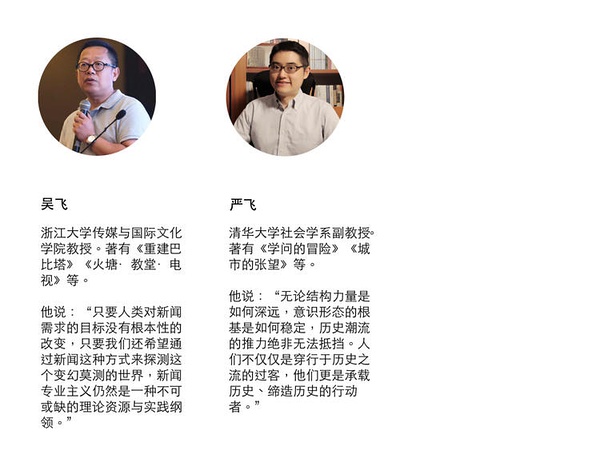 吴飞
浙江大学传媒与国际文化
学院教授。著有《重建巴
比塔》《火塘· 教堂· 电
视》等。
他说：“只要人类对新闻
需求的目标没有根本性的
改变，只要我们还希望通
过新闻这种方式来探测这
个变幻莫测的世界，新闻
专业主义仍然是一种不可
或缺的理论资源与实践纲
领。”
严飞
清华大学社会学系副教授。
著有《学问的冒险》《城
市的张望》等。
他说：“无论结构力量是
如何深远，意识形态的根
基是如何稳定，历史潮流
的推力绝非无法抵挡。人
们不仅仅是穿行于历史之
流的过客，他们更是承载
历史、缔造历史的行动
者。”